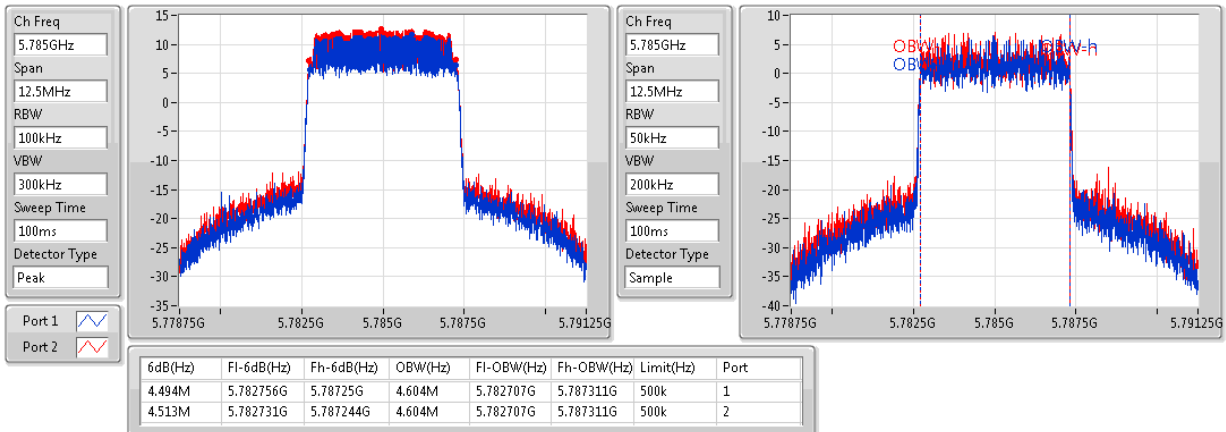 Ch Freq
5.785GHz
Span
12.5MHz
RBW
100kHz
VBW
300kHz
Sweep Time
100ms
Detector Type
Peak
Port 1
Port 2
15
10
5
0
-5
-10
-15
-20
-25
-30
-35
5.77875G 5.7825G 5.785G 5.7875G 5.79125G
Ch Freq
5.785GHz
Span
12.5MHz
RBW
50kHz
VBW
200kHz
Sweep Time
100ms
Detector Type
Sample
10
5
0
-5
-10
-15
-20
-25
-30
-35
-40
OBW-h
5.77875G 5.7825G 5.785G 5.7875G 5.79125G
6dB(Hz) Fl-6dB(Hz) Fh-6dB(Hz) OBW(Hz) Fl-OBW(Hz) Fh-OBW(Hz) Limit(Hz) Port
4.494M 5.782756G 5.78725G 4.604M 5.782707G 5.787311G 500k 1
4.513M 5.782731G 5.787244G 4.604M 5.782707G 5.787311G 500k 2